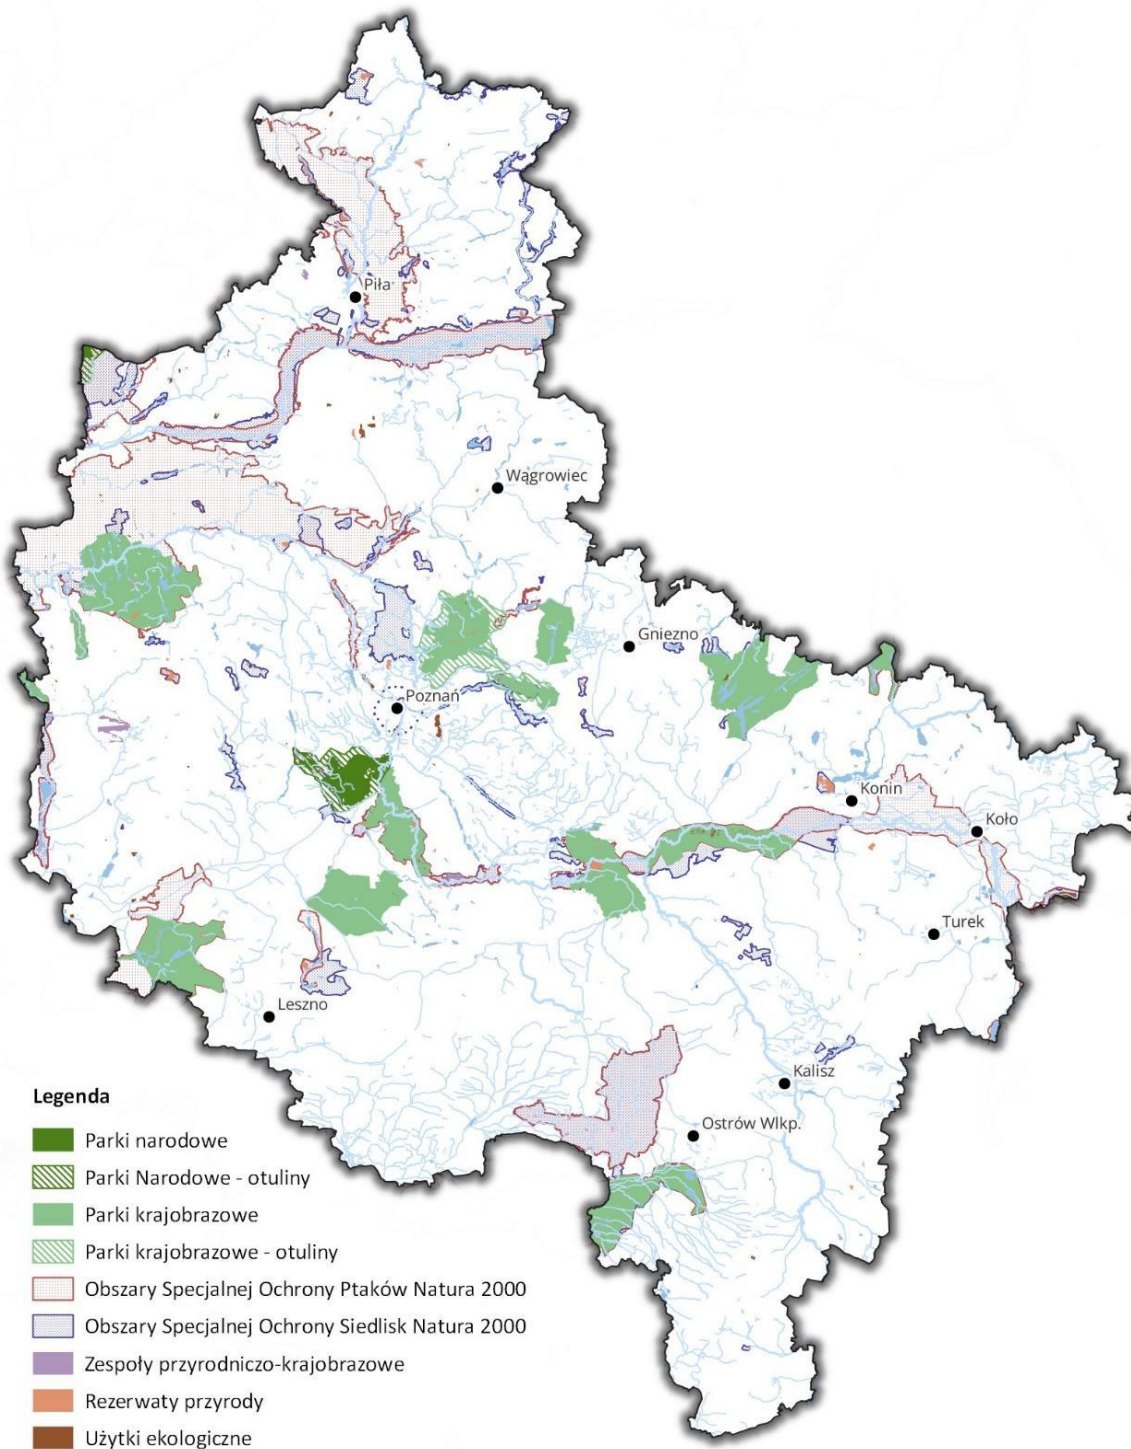 Piła
Wągrowiec
Gniezno
Poznań
Konin
Koło
Turek
Leszno
Kalisz
Ostrów Wlkp.
Legenda
Parki narodowe
Parki Narodowe - otuliny
Parki krajobrazowe
Parki krajobrazowe - otuliny
Obszary Specjalnej Ochrony Ptaków Natura 2000
Obszary Specjalnej Ochrony Siedlisk Natura 2000
Zespoły przyrodniczo-krajobrazowe
Rezerwaty przyrody
Użytki ekologiczne